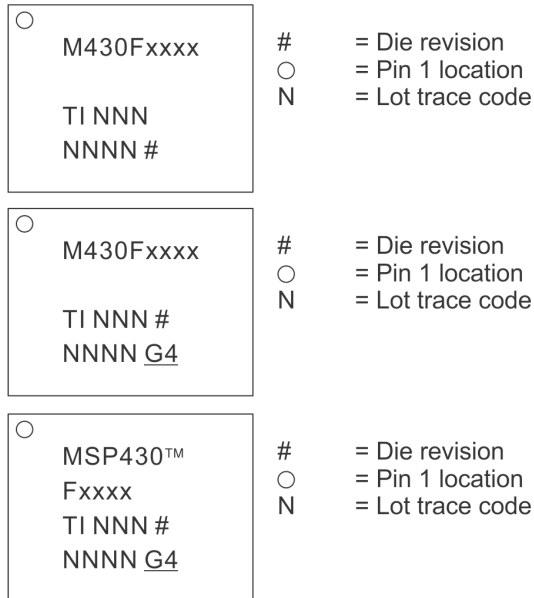 M430Fxxxx
TI NNN
NNNN #
# = Die revision
○ = Pin 1 location
N = Lot trace code
M430Fxxxx
TI NNN #
NNNN G4
# = Die revision
○ = Pin 1 location
N = Lot trace code
MSP430™
Fxxxx
TI NNN #
NNNN G4
# = Die revision
○ = Pin 1 location
N = Lot trace code